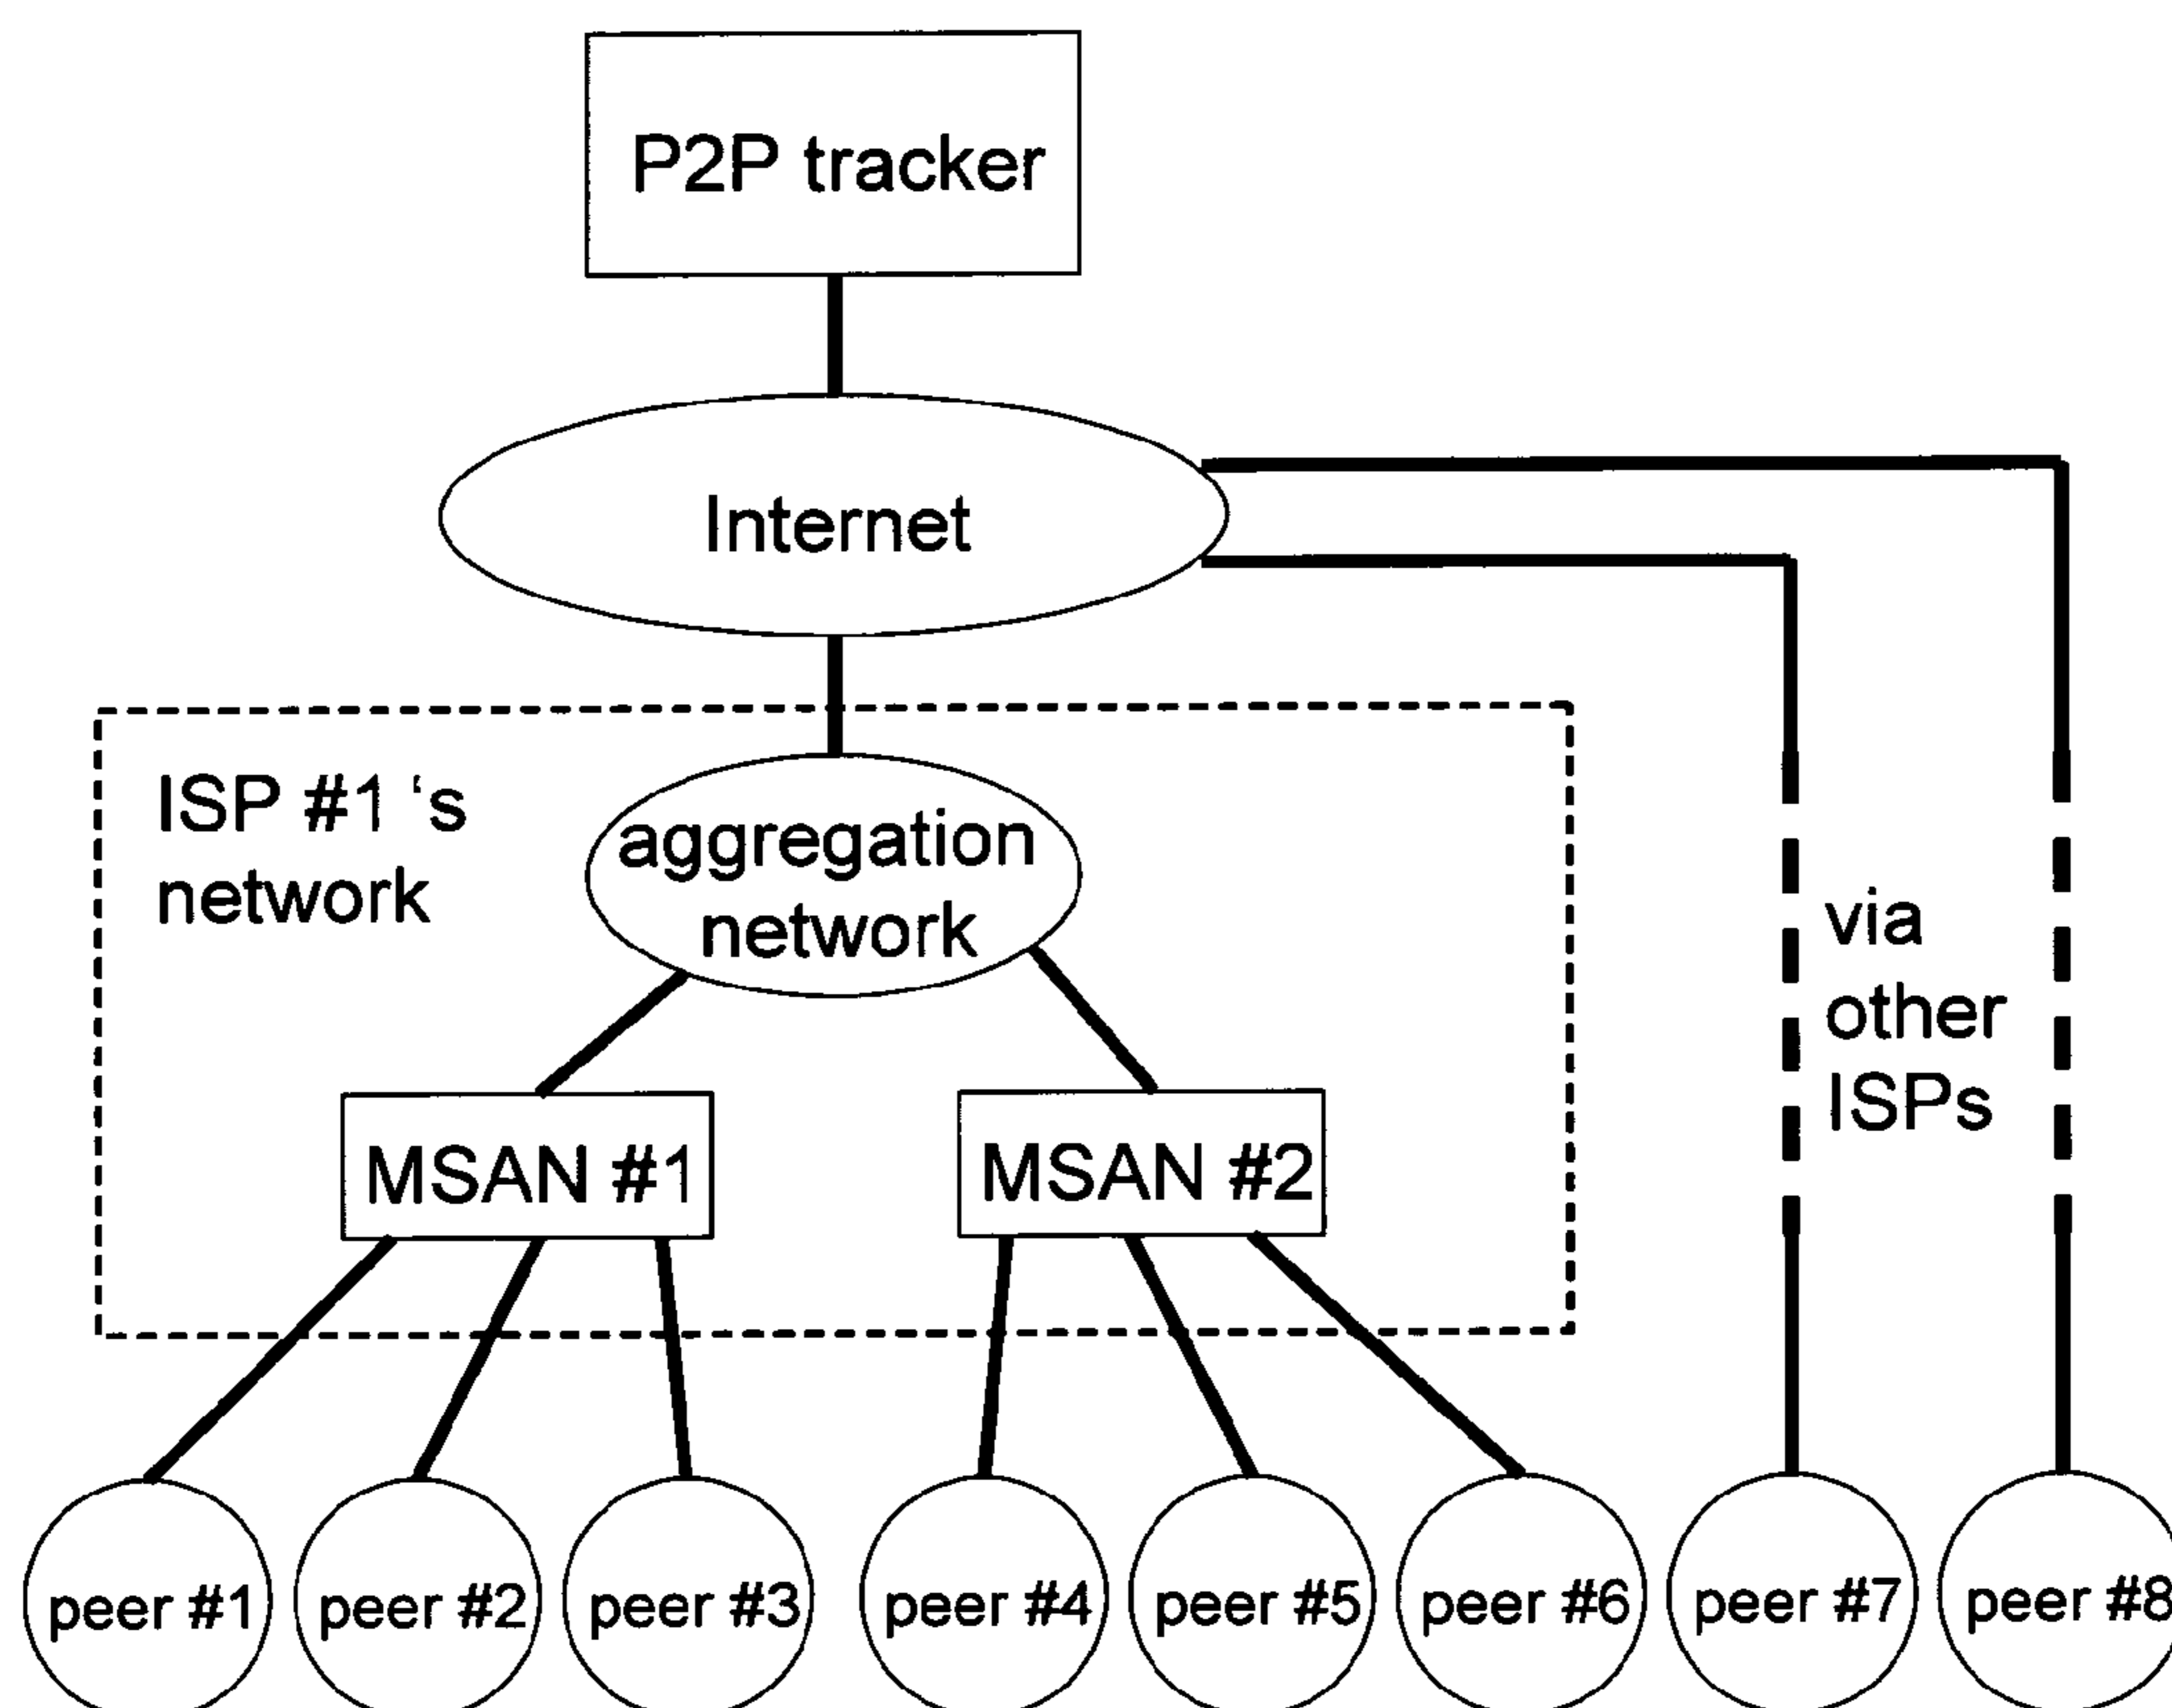 P2P tracker
Internet
ISP #1 ‘s
network
aggregation
network
via
other
ISPs
MSAN #1
MSAN #2
peer #1
peer #2
peer #3
peer #4
peer #5
peer #6
peer #7
peer #8